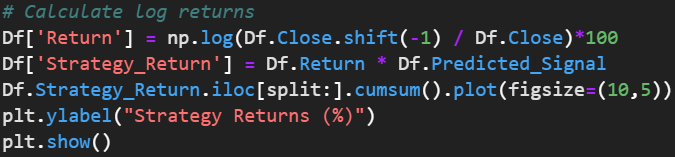 # Calculate log returns
Df['Return'] = np.log(Df.Close.shift(-1) / Df.Close)*100
Df['Strategy_Return'] = Df.Return * Df.Predicted_Signal
Df.Strategy_Return.iloc[split:].cumsum().plot(figsize=(10,5))
plt.ylabel("Strategy Returns (%)")
plt.show()